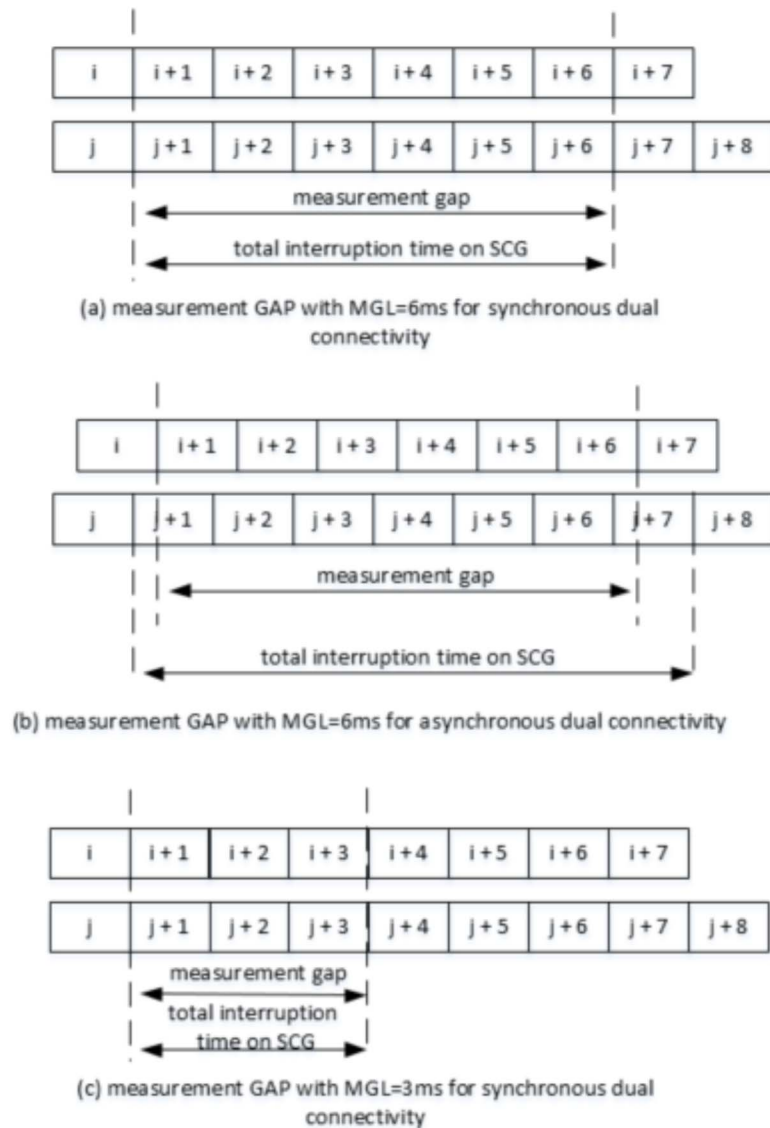 i i + 1 i + 2 i + 3 i + 4 i + 5 i + 6 i + 7
j j + 1 j + 2 j + 3 j + 4 j + 5 j + 6 j + 7 j + 8
measurement gap
total interruption time on SCG
(a) measurement GAP with MGL=6ms for synchronous dual
connectivity
i i + 1 i + 2 i + 3 i + 4 i + 5 i + 6 i + 7
j j + 1 j + 2 j + 3 j + 4 j + 5 j + 6 j + 7 j + 8
measurement gap
total interruption time on SCG
(b) measurement GAP with MGL=6ms for asynchronous dual connectivity
i i + 1 i + 2 i + 3 i + 4 i + 5 i + 6 i + 7
j j + 1 j + 2 j + 3 j + 4 j + 5 j + 6 j + 7 j + 8
measurement gap
total interruption
time on SCG
(c) measurement GAP with MGL=3ms for synchronous dual
connectivity